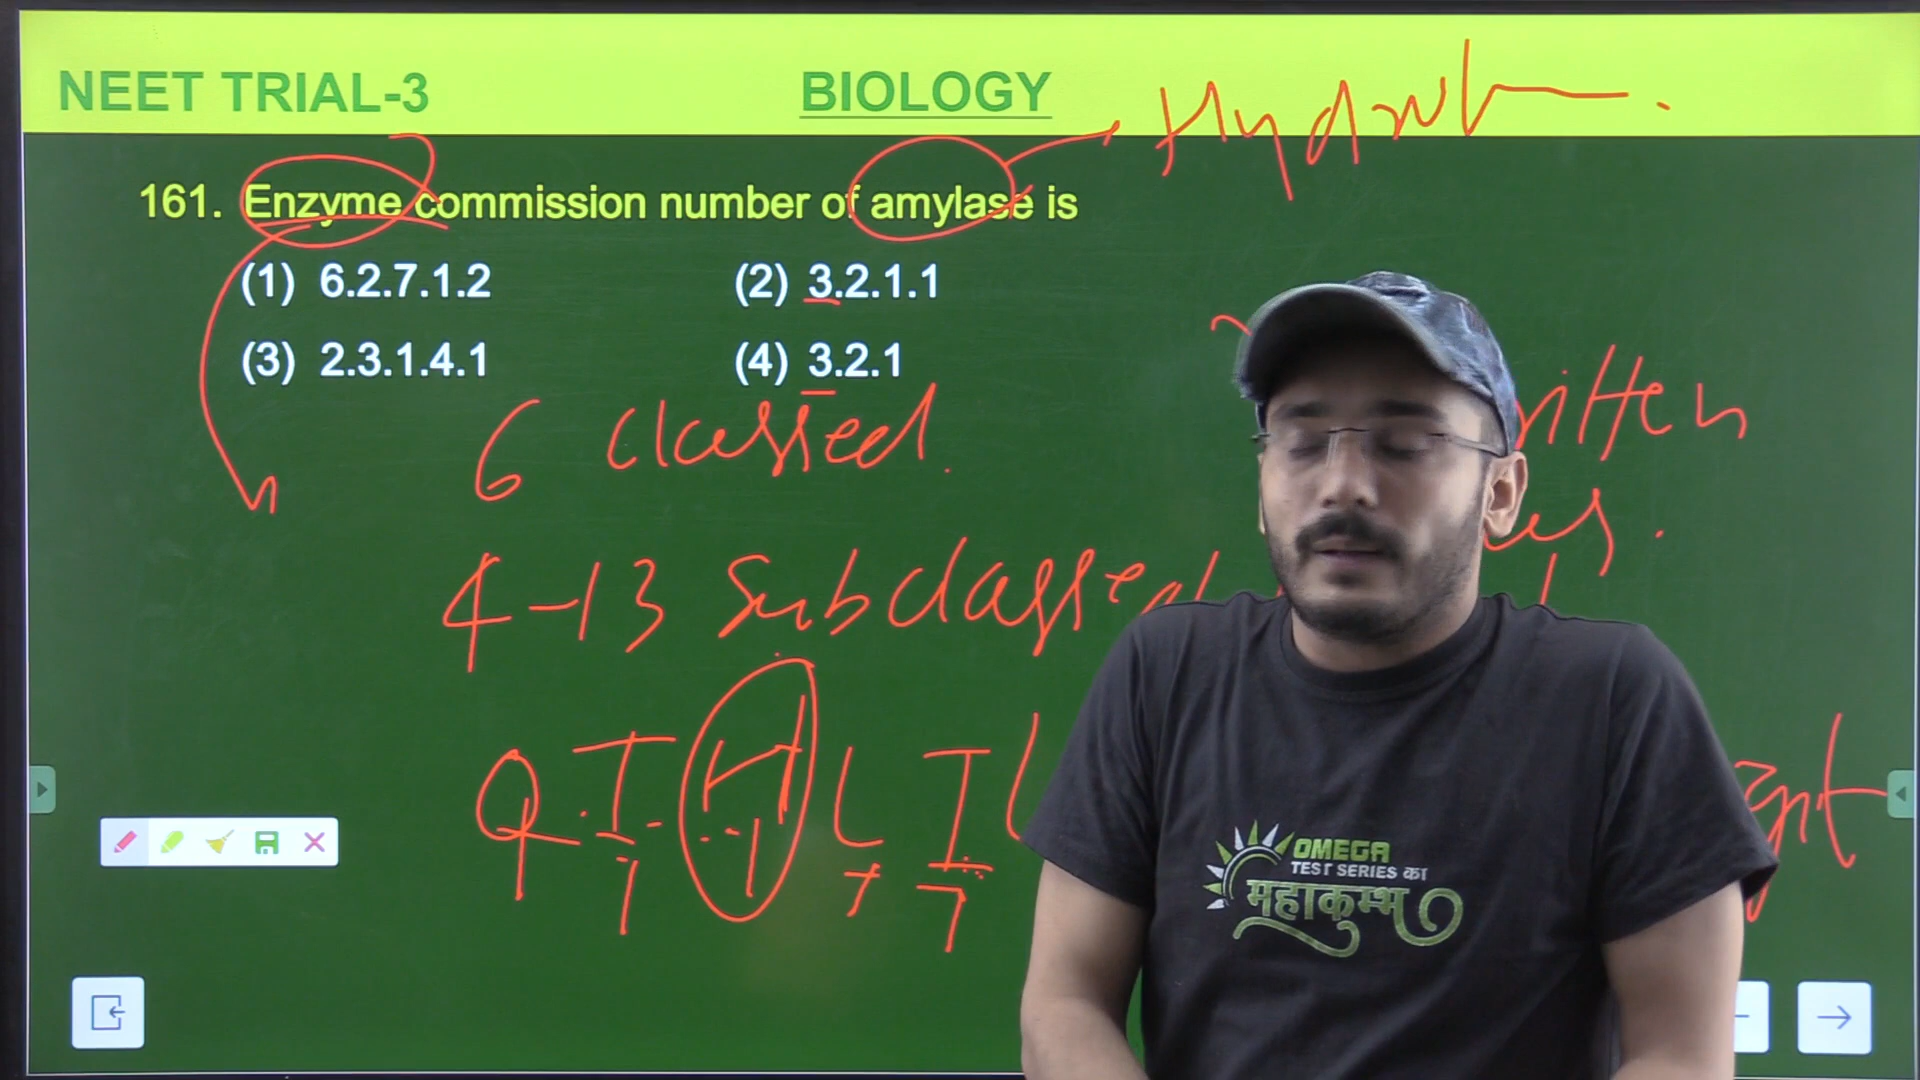 NEET TRIAL-3
BIOLOGY
161. Enzyme commission number of amylase is
(1) 6.2.7.1.2
(2) 3.2.1.1
(3) 2.3.1.4.1
(4) 3.2.1
6 classed.
4-13 Subclassed
O T H L I L
OMEGA
TEST SERIES का
महाकुम्भ